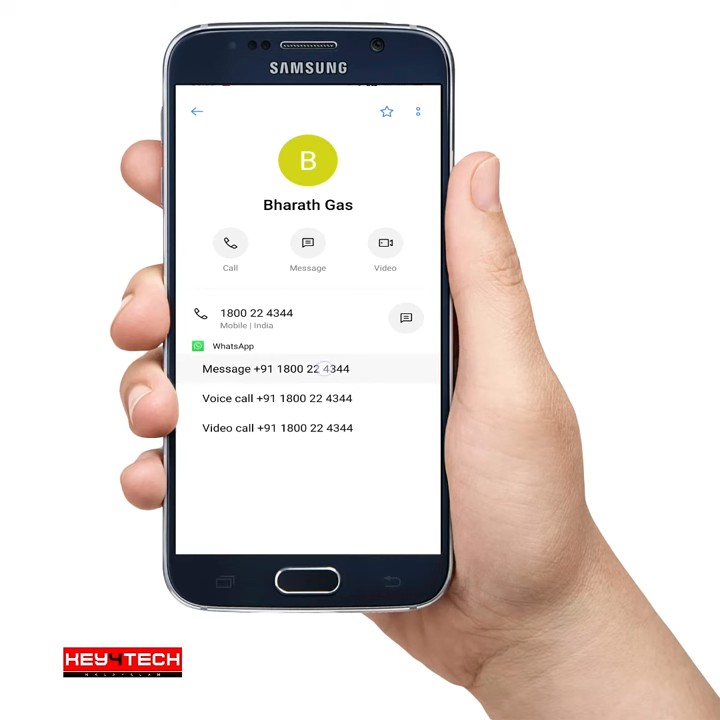 SAMSUNG
B
Bharath Gas
Call
Message
Video
1800 22 4344
Mobile | India
WhatsApp
Message +91 1800 22 4344
Voice call +91 1800 22 4344
Video call +91 1800 22 4344
HEY4TECH
MALAYALAM